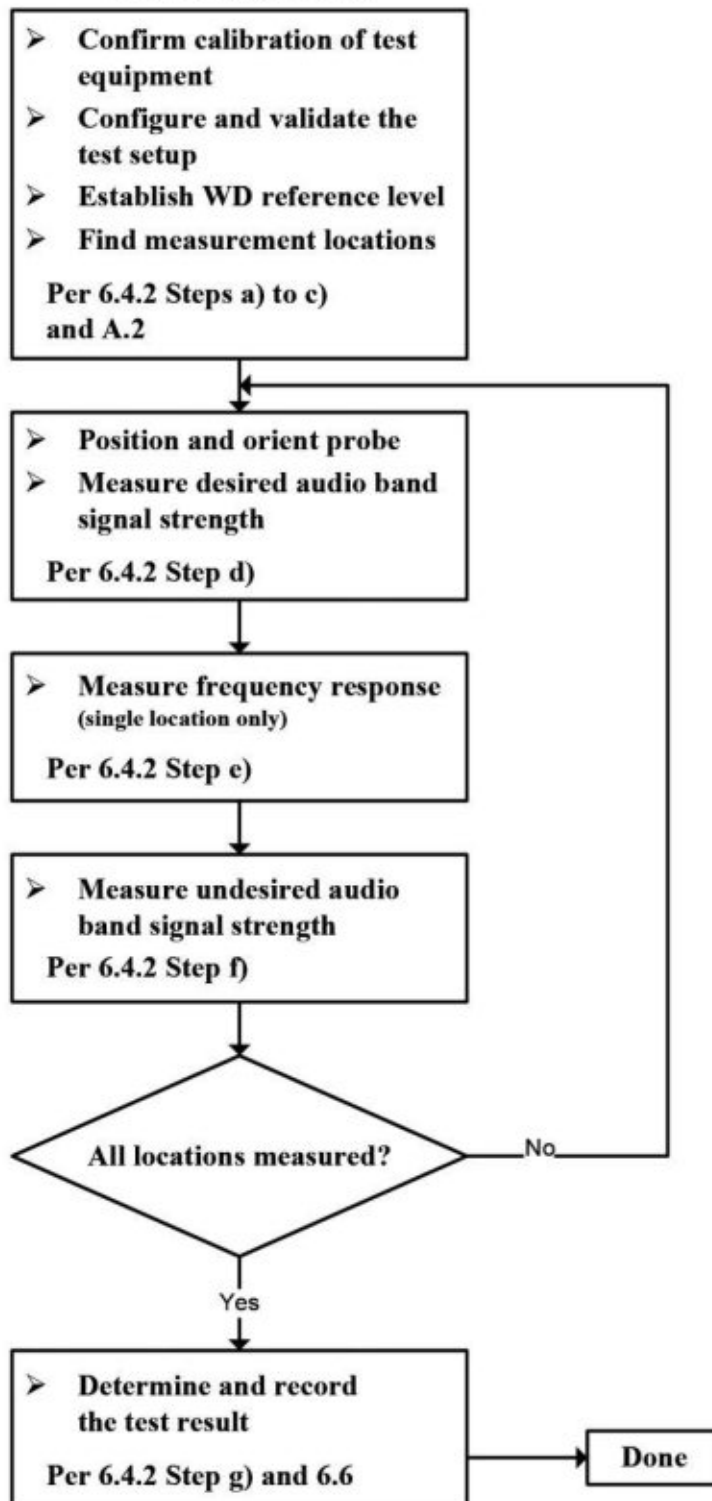 ➢ Confirm calibration of test
equipment
➢ Configure and validate the
test setup
➢ Establish WD reference level
➢ Find measurement locations
Per 6.4.2 Steps a) to c)
and A.2
➢ Position and orient probe
➢ Measure desired audio band
signal strength
Per 6.4.2 Step d)
➢ Measure frequency response
(single location only)
Per 6.4.2 Step e)
➢ Measure undesired audio
band signal strength
Per 6.4.2 Step f)
All locations measured?
No
Yes
➢ Determine and record
the test result
Per 6.4.2 Step g) and 6.6
Done